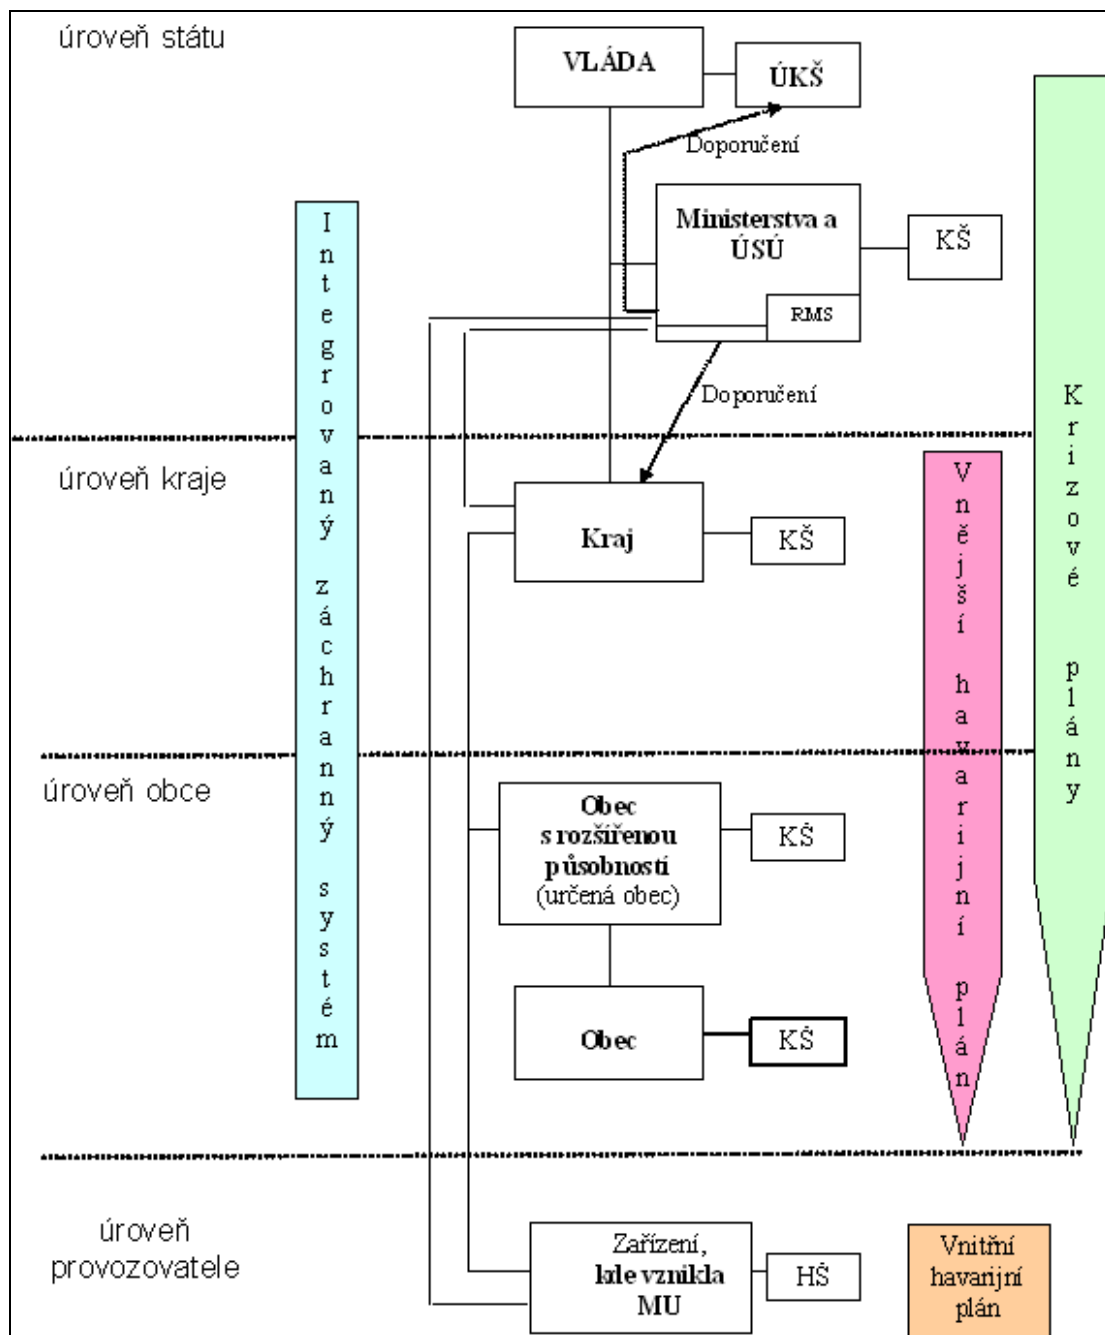 úroveň státu
VLÁDA
ÚKŠ
Doporučení
Ministerstva a
ÚSÚ
KŠ
RMS
Doporučení
Integrovaný záchranný systém
Krizové plány
úroveň kraje
Vnější havarijní plán
Kraj
KŠ
úroveň obce
Obec
s rozšířenou
působností
(určená obec)
KŠ
Obec
KŠ
úroveň
provozovatele
Zařízení,
kde vznikla
MU
HŠ
Vnitřní
havarijní
plán